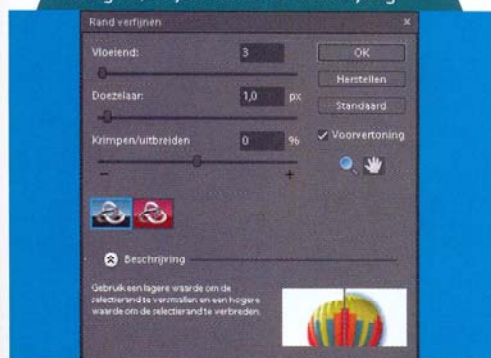 Rand verfijnen
Vloeiend: 3
OK
Herstellen
Doezelaar: 1,0 px
Standaard
Krimpen/uitbreiden 0 %
Voorvertoning
- +
Beschrijving
Gebruik een lagere waarde om de
selectierand te versmallen en een hogere
waarde om de selectierand te verbreden.